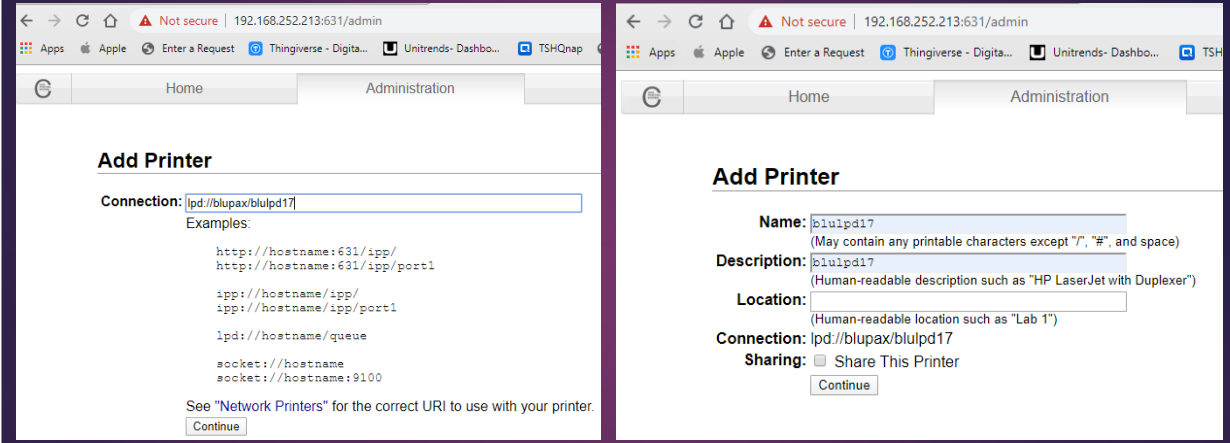 Not secure | 192.168.252.213:631/admin
Apps Apple Enter a Request Thingiverse - Digita... Unitrends- Dashbo... TSHQnap
Home Administration
Add Printer
Connection: lpd://blupax/blulpd17
Examples:
http://hostname:631/ipp/
http://hostname:631/ipp/port1
ipp://hostname/ipp/
ipp://hostname/ipp/port1
lpd://hostname/queue
socket://hostname
socket://hostname:9100
See "Network Printers" for the correct URI to use with your printer.
Continue
Not secure | 192.168.252.213:631/admin
Apps Apple Enter a Request Thingiverse - Digita... Unitrends- Dashbo... TSH
Home Administration
Add Printer
Name: blulpd17
(May contain any printable characters except "/", "#", and space)
Description: blulpd17
(Human-readable description such as "HP LaserJet with Duplexer")
Location:
(Human-readable location such as "Lab 1")
Connection: lpd://blupax/blulpd17
Sharing: Share This Printer
Continue